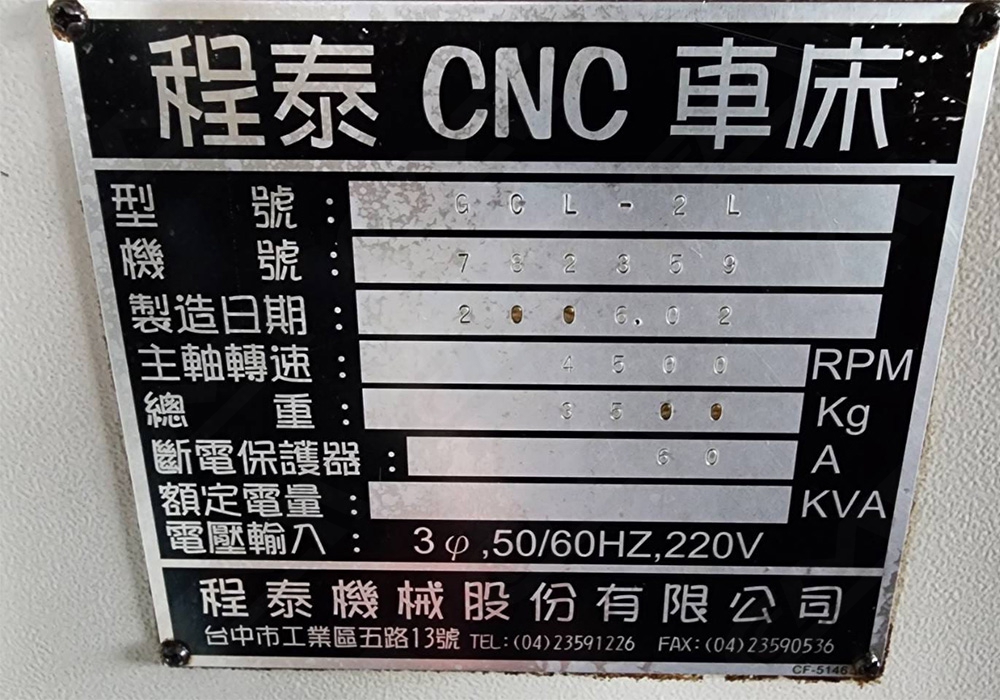 程泰 CNC 車床
型號： GCL-2L
機號： 782359
製造日期： 2006.02
主軸轉速： 4500 RPM
總重： 3500 Kg
斷電保護器： 60 A
額定電量： KVA
電壓輸入： 3φ,50/60HZ,220V
程泰機械股份有限公司
台中市工業區五路13號 TEL:(04)23591226 FAX:(04)23590536